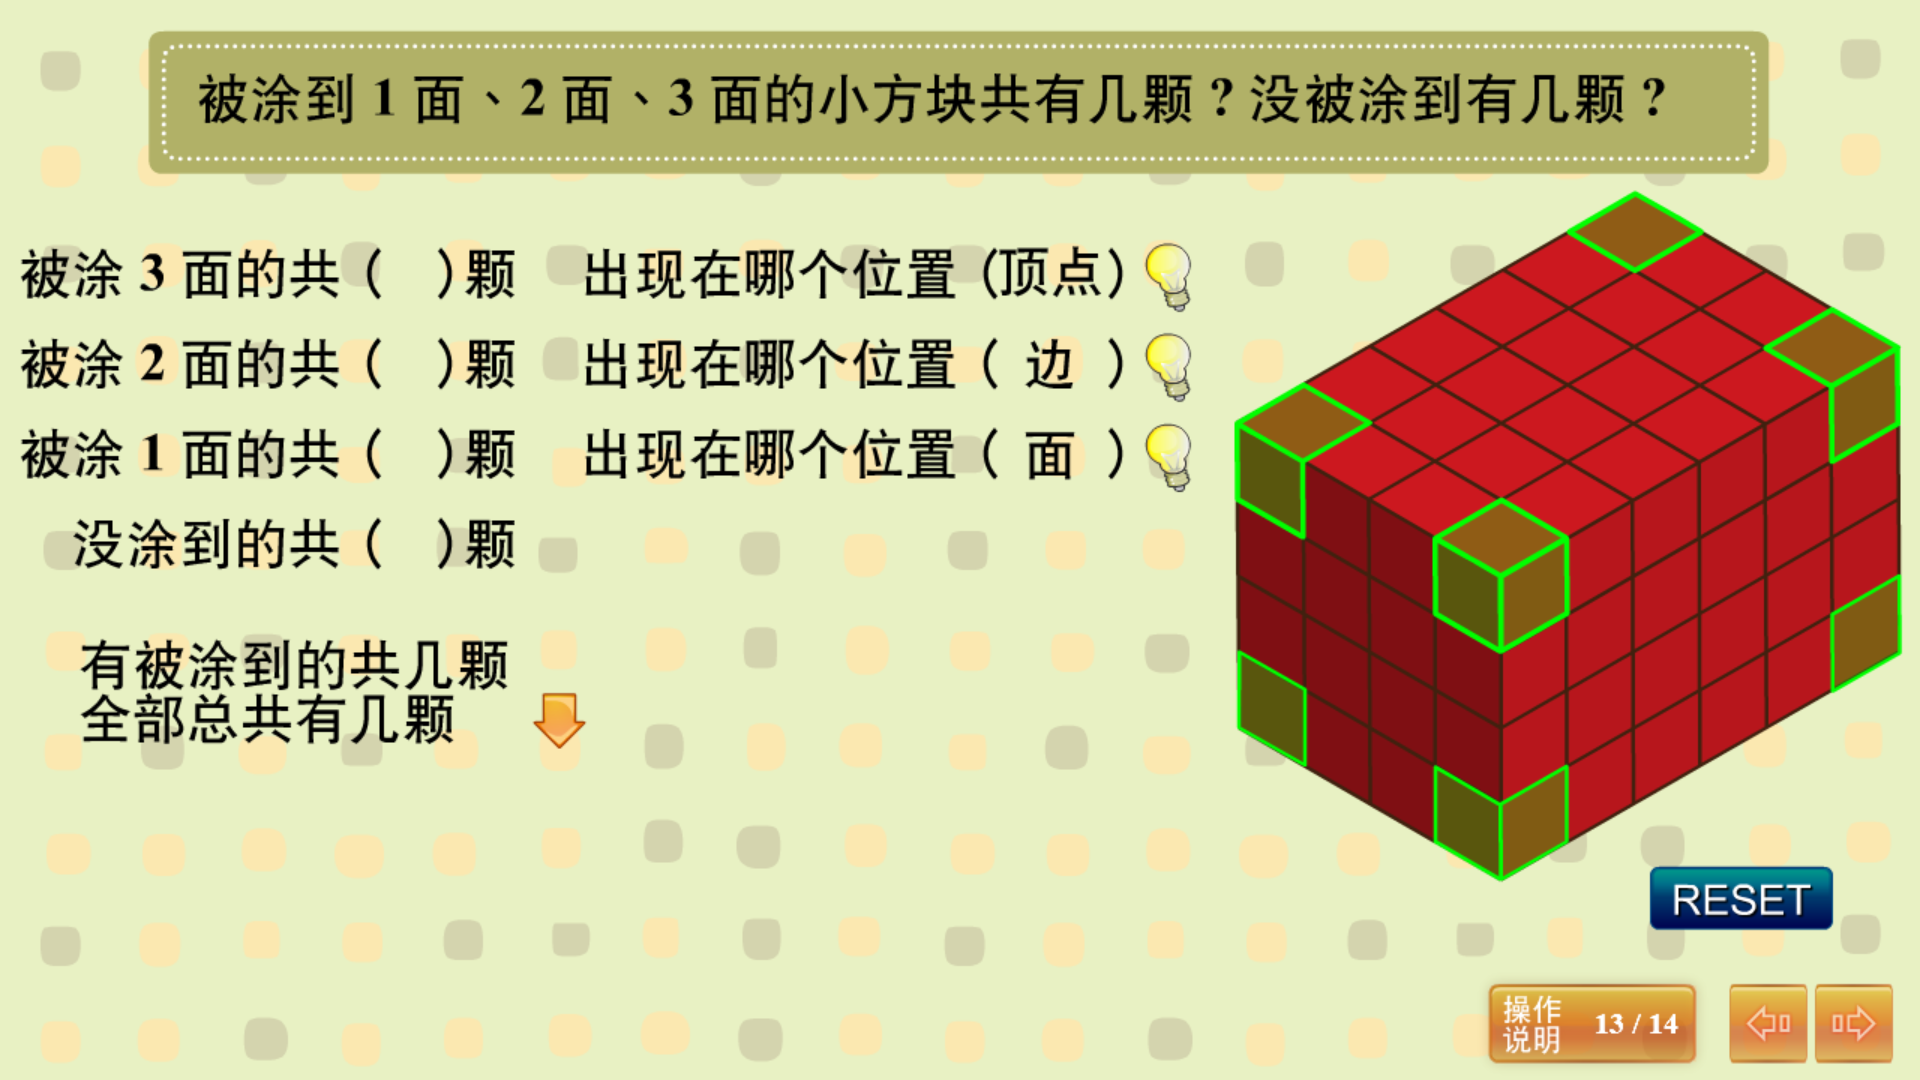 被涂到 1 面、2 面、3 面的小方块共有几颗？没被涂到有几颗？
被涂 3 面的共（ ）颗 出现在哪个位置（顶点）
被涂 2 面的共（ ）颗 出现在哪个位置（ 边 ）
被涂 1 面的共（ ）颗 出现在哪个位置（ 面 ）
没涂到的共（ ）颗
有被涂到的共几颗
全部总共有几颗
RESET
操作
说明
13 / 14